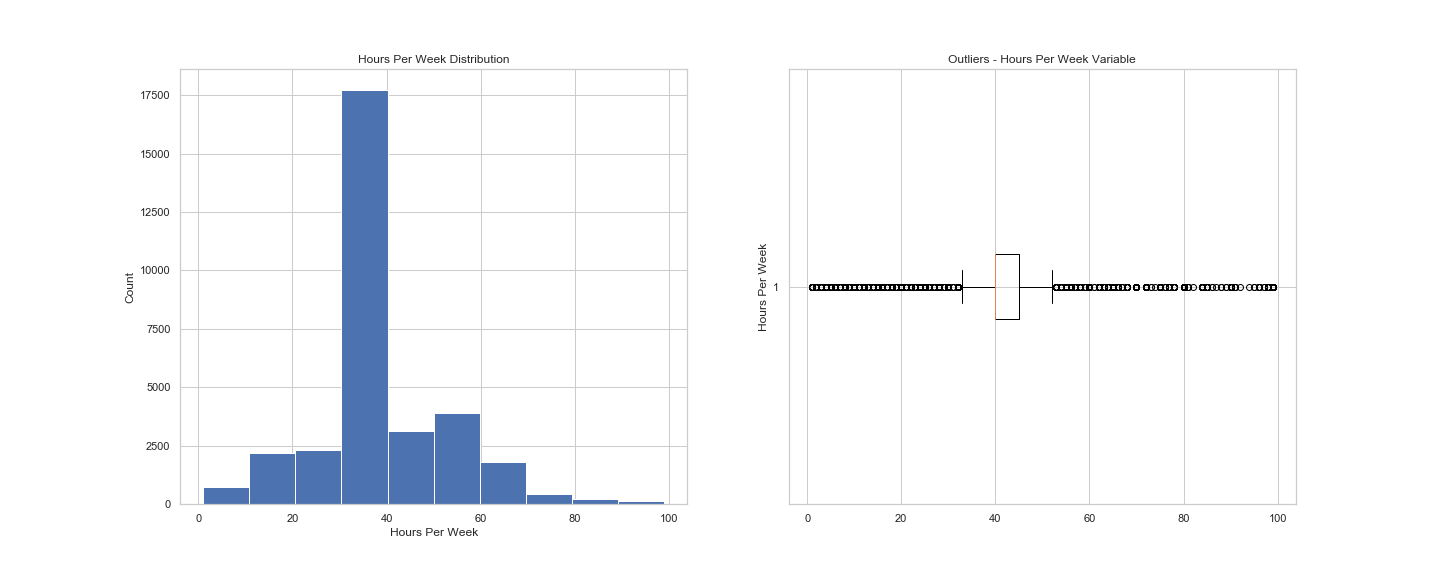 Hours Per Week Distribution
17500
15000
12500
10000
7500
5000
2500
0
Count
0 20 40 60 80 100
Hours Per Week
Outliers - Hours Per Week Variable
Hours Per Week
1
0 20 40 60 80 100